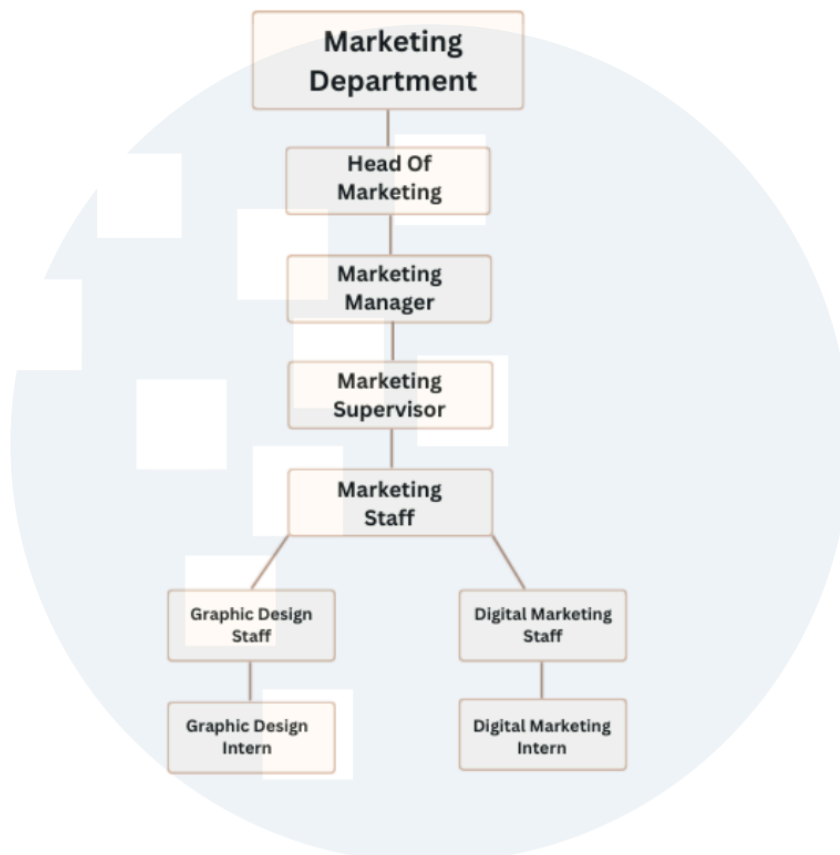 Marketing
Department
Head Of
Marketing
Marketing
Manager
Marketing
Supervisor
Marketing
Staff
Graphic Design
Staff
Digital Marketing
Staff
Graphic Design
Intern
Digital Marketing
Intern